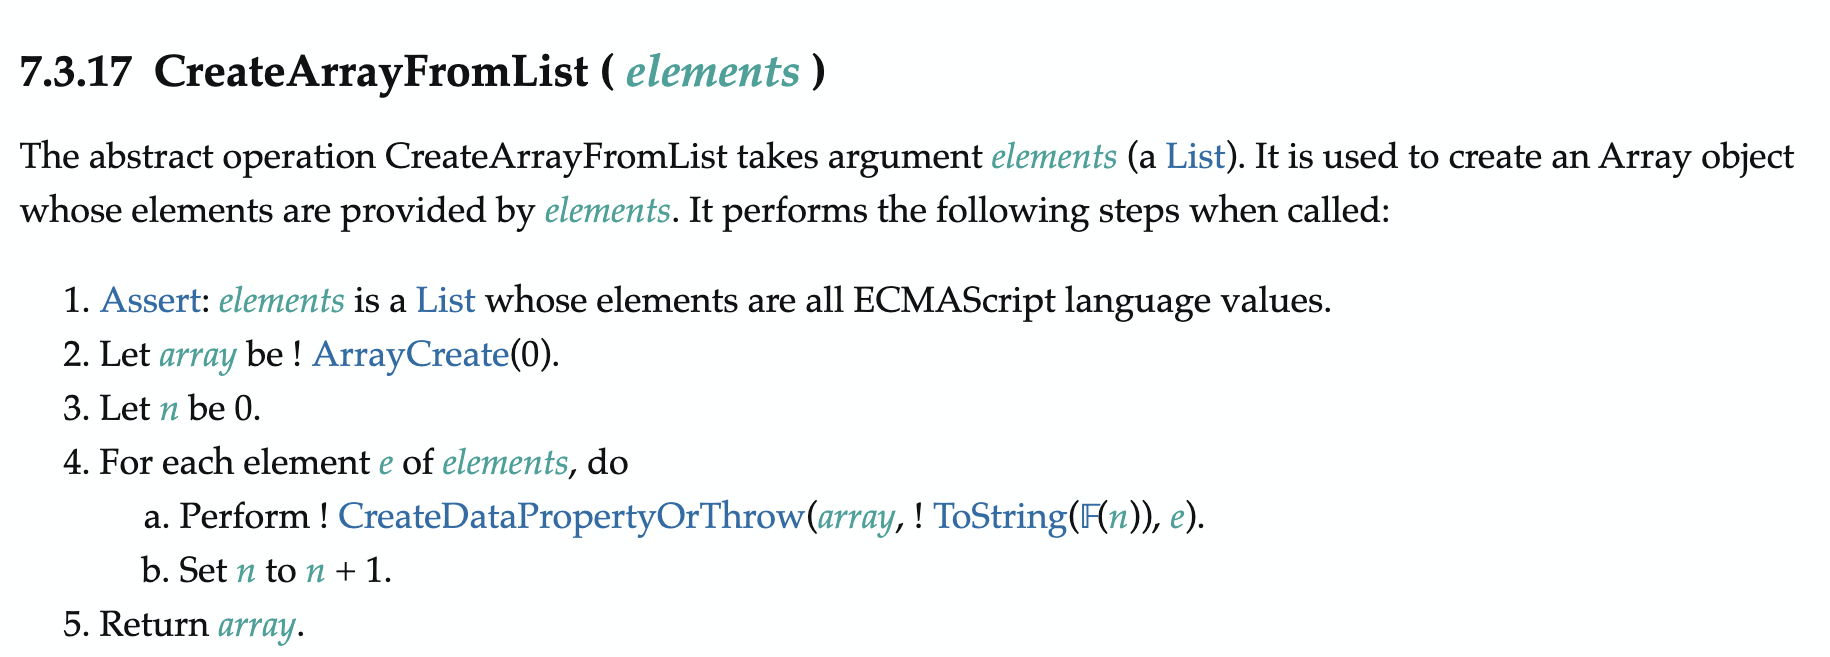 7.3.17 CreateArrayFromList ( elements )
The abstract operation CreateArrayFromList takes argument elements (a List). It is used to create an Array object
whose elements are provided by elements. It performs the following steps when called:
1. Assert: elements is a List whose elements are all ECMAScript language values.
2. Let array be ! ArrayCreate(0).
3. Let n be 0.
4. For each element e of elements, do
a. Perform ! CreateDataPropertyOrThrow(array, ! ToString(𝔽(n)), e).
b. Set n to n + 1.
5. Return array.